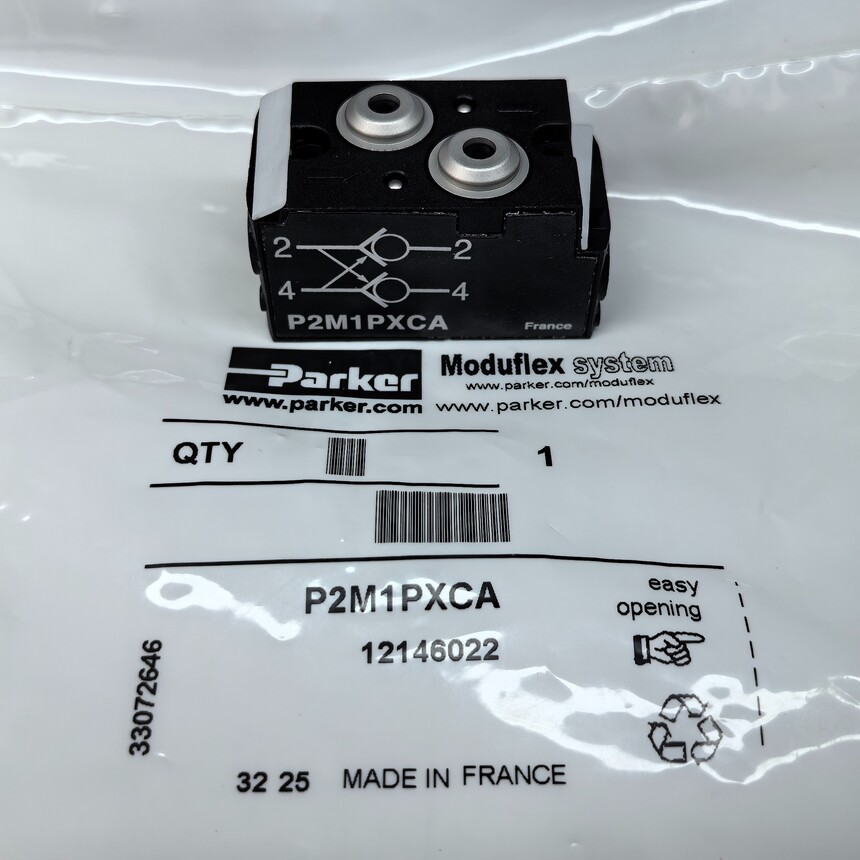 2 2
4 4
P2M1PXCA France
Parker Moduflex system
www.parker.com/moduflex
www.parker.com www.parker.com/moduflex
QTY 1
P2M1PXCA
easy
opening
12146022
33072646
32 25 MADE IN FRANCE